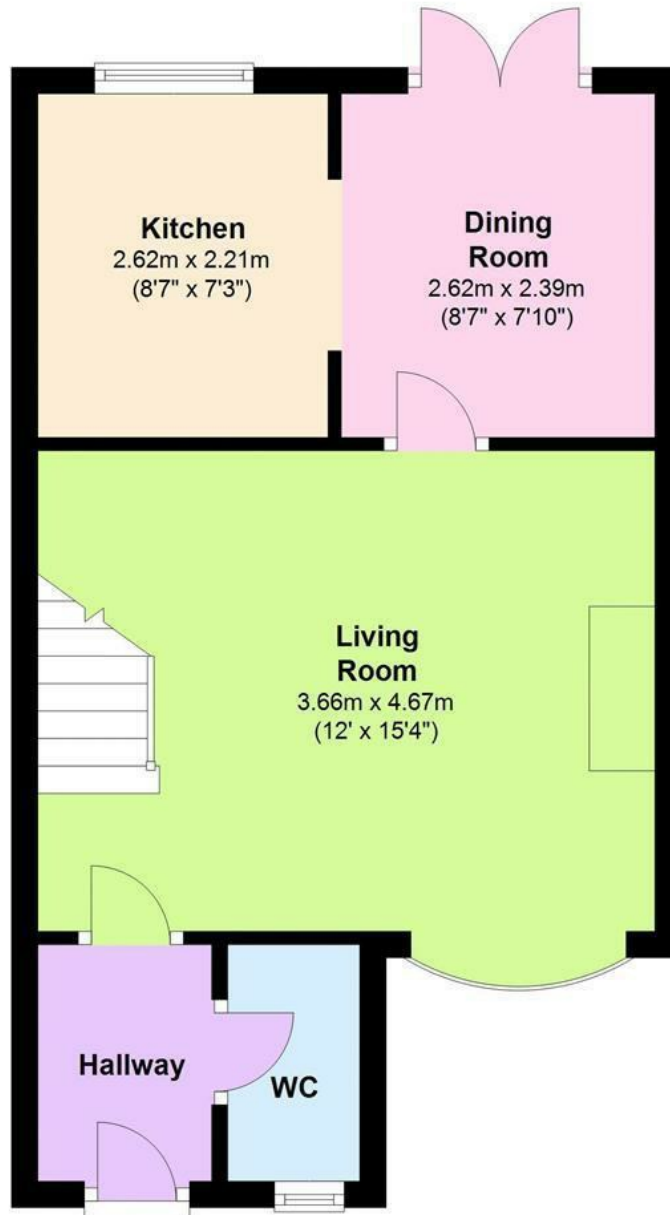 Kitchen
2.62m x 2.21m
(8'7" x 7'3")
Dining
Room
2.62m x 2.39m
(8'7" x 7'10")
Living
Room
3.66m x 4.67m
(12' x 15'4")
Hallway
WC